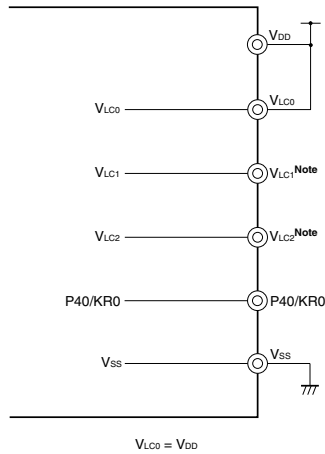 VDD
VLC0 VLC0
VLC1 VLC1Note
VLC2 VLC2Note
P40/KR0 P40/KR0
VSS VSS
VLC0 = VDD